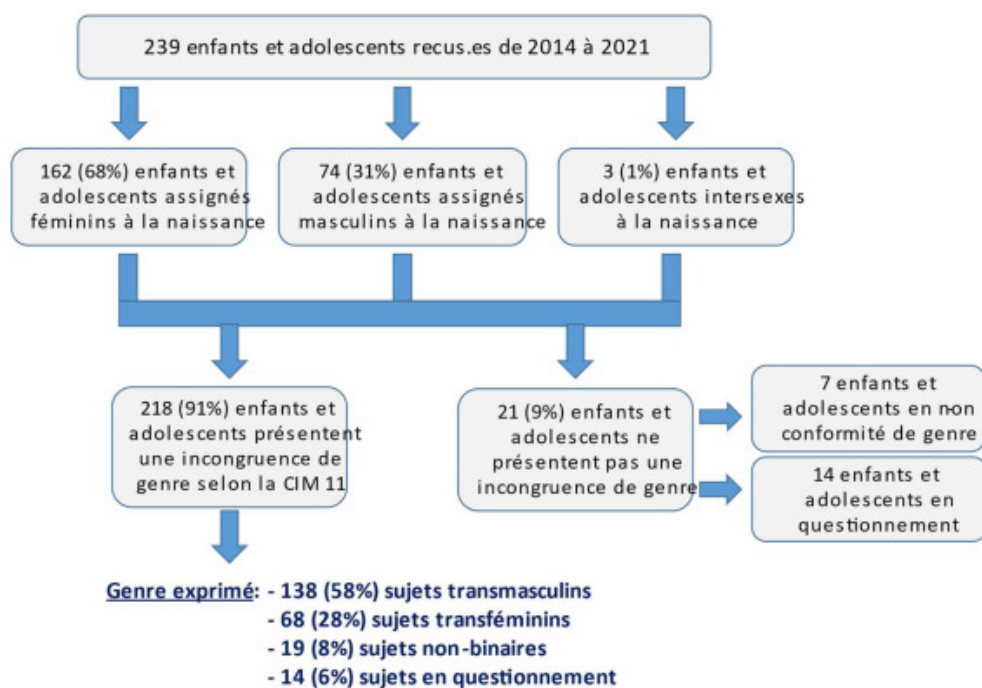 239 enfants et adolescents recus.es de 2014 à 2021
162 (68%) enfants et
adolescents assignés
féminins à la naissance
74 (31%) enfants et
adolescents assignés
masculins à la naissance
3 (1%) enfants et
adolescents intersexes
à la naissance
218 (91%) enfants et
adolescents présentent
une incongruence de
genre selon la CIM 11
21 (9%) enfants et
adolescents ne
présentent pas une
incongruence de genre
7 enfants et
adolescents en non
conformité de genre
14 enfants et
adolescents en
questionnement
Genre exprimé: - 138 (58%) sujets transmasculins
- 68 (28%) sujets transféminins
- 19 (8%) sujets non-binaires
- 14 (6%) sujets en questionnement